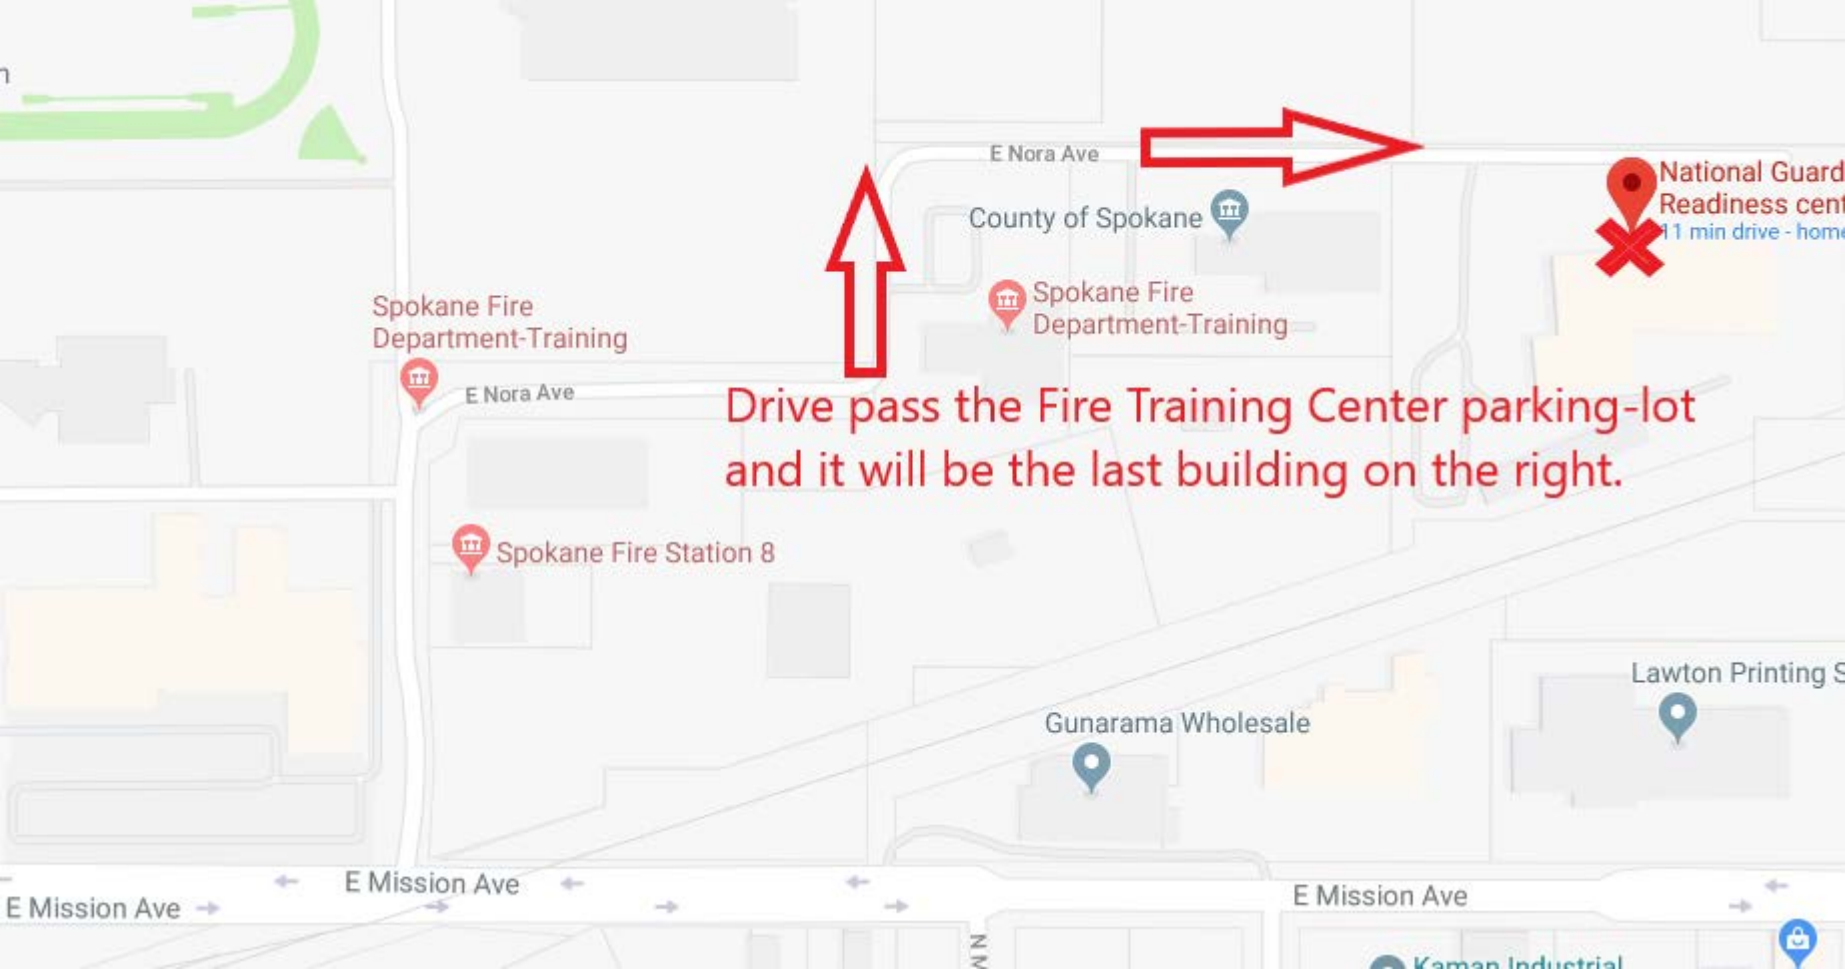 E Nora Ave
National Guard
Readiness cent
11 min drive - home
County of Spokane
Spokane Fire
Department-Training
Spokane Fire
Department-Training
E Nora Ave
Drive pass the Fire Training Center parking-lot
and it will be the last building on the right.
Spokane Fire Station 8
Lawton Printing S
Gunarama Wholesale
E Mission Ave
E Mission Ave
E Mission Ave
N M
Kaman Industrial